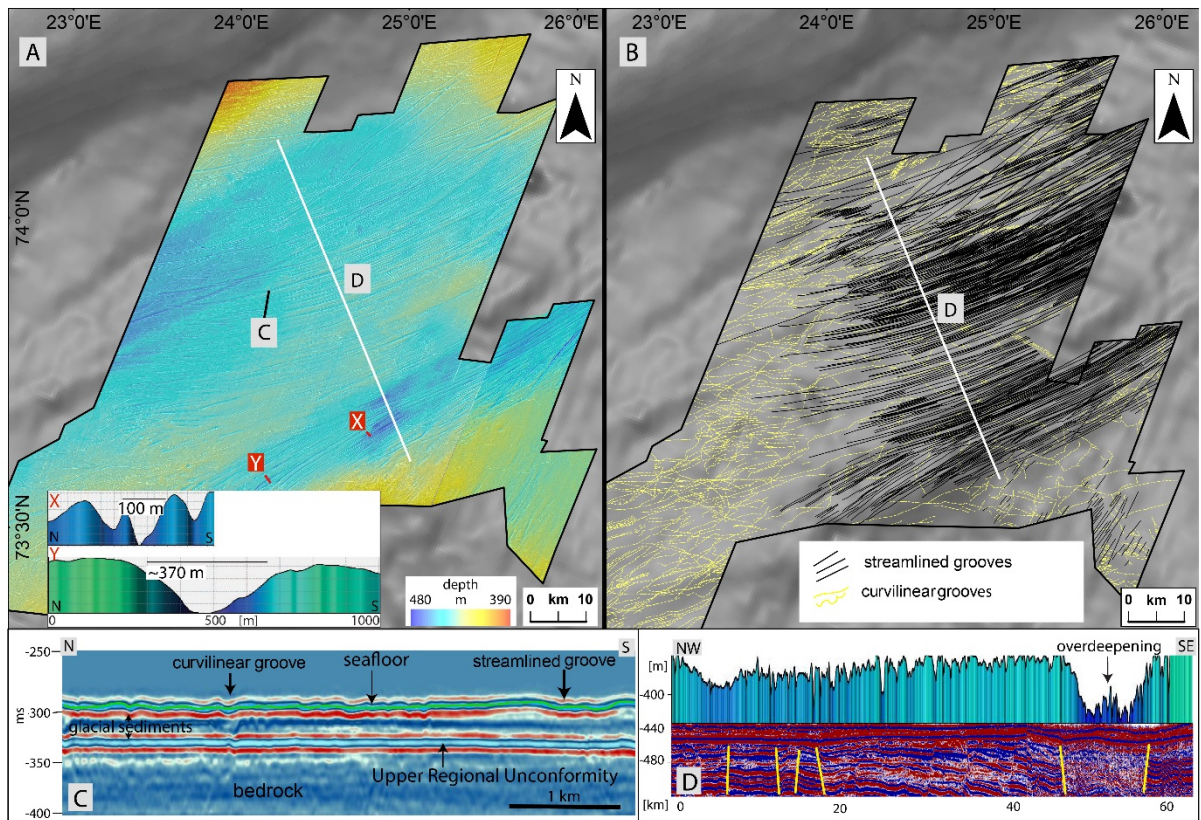 23°0'E 24°0'E 25°0'E 26°0'E 23°0'E 24°0'E 25°0'E 26°0'E
A
N
B
N
74°0'N
D
C
D
X
Y
73°30'N
X
100 m
N S
Y
~370 m
N S
0 500 [m] 1000
depth
480 m 390
0 km 10
streamlined grooves
curvilinear grooves
0 km 10
-250
N
curvilinear groove
seafloor
streamlined groove
S
ms
-300
glacial sediments
-350
Upper Regional Unconformity
bedrock
1 km
C
-400
NW
overdeepening
SE
[m]
-400
-440
-480
D
[km] 0 20 40 60